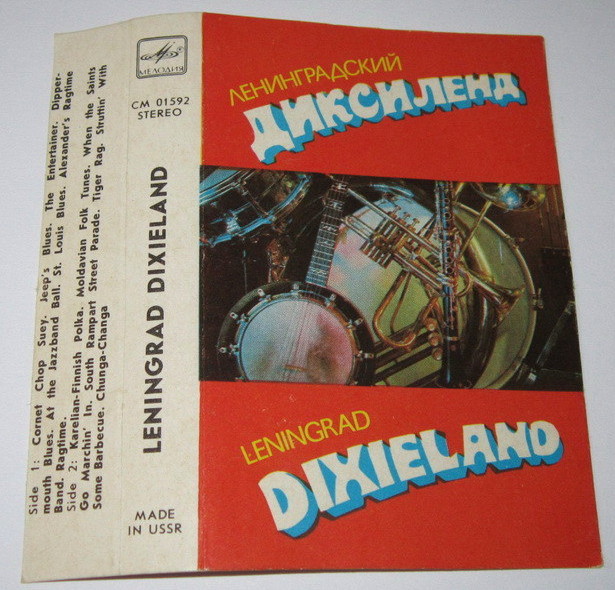 Side 1: Cornet Chop Suey. Jeep's Blues. The Entertainer. Dipper-
mouth Blues. At the Jazzband Ball. St. Louis Blues. Alexander's Ragtime
Band. Ragtime.
Side 2: Karelian-Finnish Polka. Moldavian Folk Tunes. When the Saints
Go Marchin' In. South Rampart Street Parade. Tiger Rag. Struttin' With
Some Barbecue. Chunga-Changa
МЕЛОДИЯ
СМ 01592
STEREO
LENINGRAD DIXIELAND
MADE
IN USSR
ЛЕНИНГРАДСКИЙ
ДИКСИЛЕНД
LENINGRAD
DIXIELAND